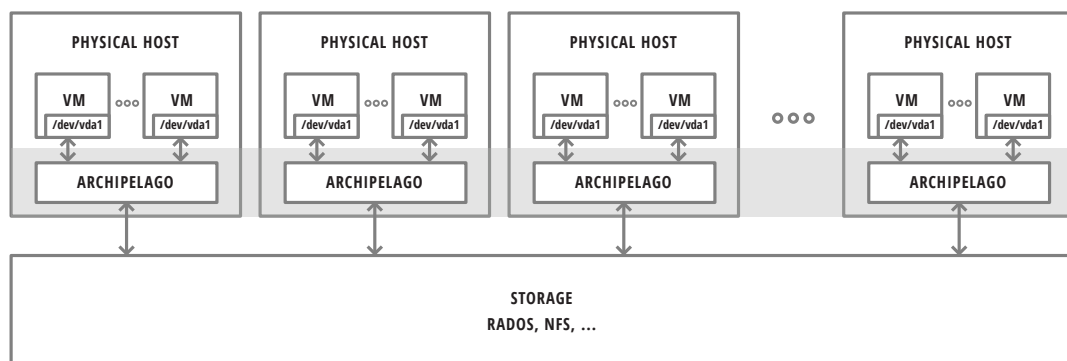 PHYSICAL HOST PHYSICAL HOST PHYSICAL HOST PHYSICAL HOST
VM VM VM VM VM VM VM VM
/dev/vda1 /dev/vda1 /dev/vda1 /dev/vda1 /dev/vda1 /dev/vda1 /dev/vda1 /dev/vda1
ARCHIPELAGO ARCHIPELAGO ARCHIPELAGO ARCHIPELAGO
STORAGE
RADOS, NFS, ...